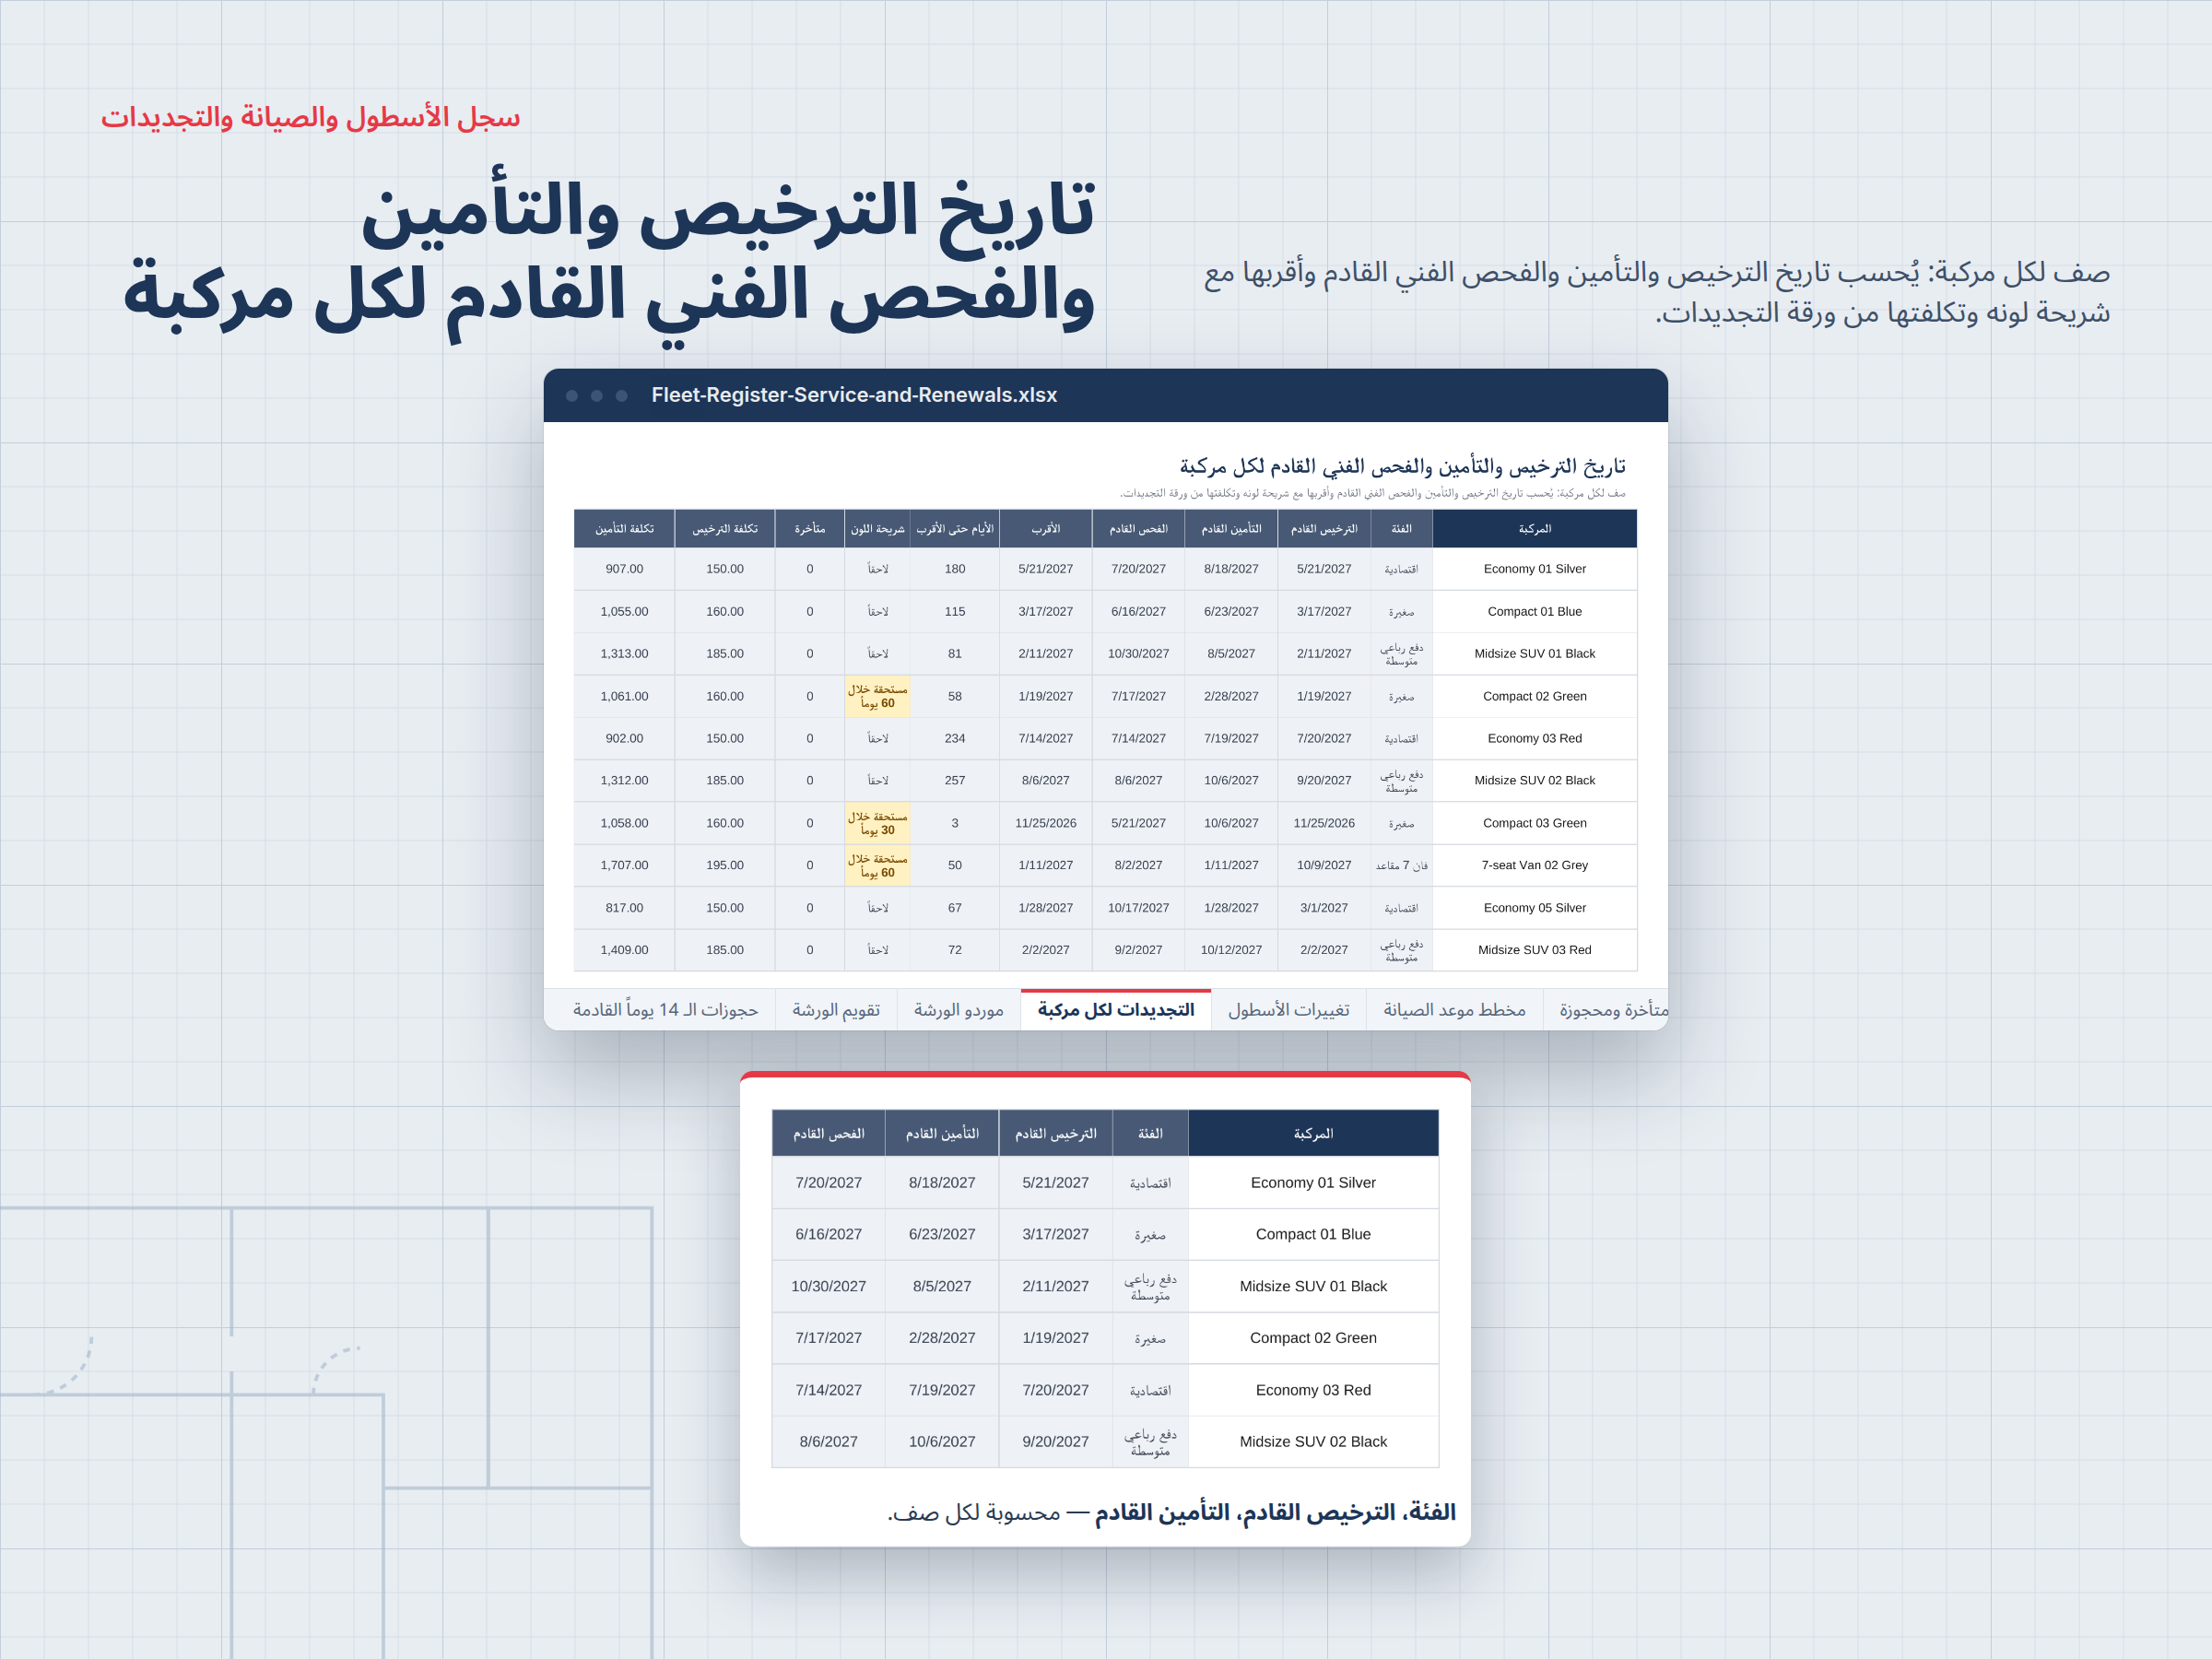 سجل الأسطول والصيانة والتجديدات
تاريخ الترخيص والتأمين
والفحص الفني القادم لكل مركبة
صف لكل مركبة: يُحسب تاريخ الترخيص والتأمين والفحص الفني القادم وأقربها مع
شريحة لونه وتكلفتها من ورقة التجديدات.
Fleet-Register-Service-and-Renewals.xlsx
تاريخ الترخيص والتأمين والفحص الفني القادم لكل مركبة
صف لكل مركبة: يُحسب تاريخ الترخيص والتأمين والفحص الفني القادم وأقربها مع شريحة لونه وتكلفتها من ورقة التجديدات.
المركبة الفئة الترخيص القادم التأمين القادم الفحص القادم الأقرب الأيام حتى الأقرب شريحة اللون متأخرة تكلفة الترخيص تكلفة التأمين
Economy 01 Silver اقتصادية 5/21/2027 8/18/2027 7/20/2027 5/21/2027 180 لاحقاً 0 150.00 907.00
Compact 01 Blue صغيرة 3/17/2027 6/23/2027 6/16/2027 3/17/2027 115 لاحقاً 0 160.00 1,055.00
Midsize SUV 01 Black دفع رباعي متوسطة 2/11/2027 8/5/2027 10/30/2027 2/11/2027 81 لاحقاً 0 185.00 1,313.00
Compact 02 Green صغيرة 1/19/2027 2/28/2027 7/17/2027 1/19/2027 58 مستحقة خلال 60 يوماً 0 160.00 1,061.00
Economy 03 Red اقتصادية 7/20/2027 7/19/2027 7/14/2027 7/14/2027 234 لاحقاً 0 150.00 902.00
Midsize SUV 02 Black دفع رباعي متوسطة 9/20/2027 10/6/2027 8/6/2027 8/6/2027 257 لاحقاً 0 185.00 1,312.00
Compact 03 Green صغيرة 11/25/2026 10/6/2027 5/21/2027 11/25/2026 3 مستحقة خلال 30 يوماً 0 160.00 1,058.00
7-seat Van 02 Grey فان 7 مقاعد 10/9/2027 1/11/2027 8/2/2027 1/11/2027 50 مستحقة خلال 60 يوماً 0 195.00 1,707.00
Economy 05 Silver اقتصادية 3/1/2027 1/28/2027 10/17/2027 1/28/2027 67 لاحقاً 0 150.00 817.00
Midsize SUV 03 Red دفع رباعي متوسطة 2/2/2027 10/12/2027 9/2/2027 2/2/2027 72 لاحقاً 0 185.00 1,409.00
متأخرة ومحجوزة مخطط موعد الصيانة تغييرات الأسطول التجديدات لكل مركبة موردو الورشة تقويم الورشة حجوزات الـ 14 يوماً القادمة
المركبة الفئة الترخيص القادم التأمين القادم الفحص القادم
Economy 01 Silver اقتصادية 5/21/2027 8/18/2027 7/20/2027
Compact 01 Blue صغيرة 3/17/2027 6/23/2027 6/16/2027
Midsize SUV 01 Black دفع رباعي متوسطة 2/11/2027 8/5/2027 10/30/2027
Compact 02 Green صغيرة 1/19/2027 2/28/2027 7/17/2027
Economy 03 Red اقتصادية 7/20/2027 7/19/2027 7/14/2027
Midsize SUV 02 Black دفع رباعي متوسطة 9/20/2027 10/6/2027 8/6/2027
الفئة، الترخيص القادم، التأمين القادم — محسوبة لكل صف.